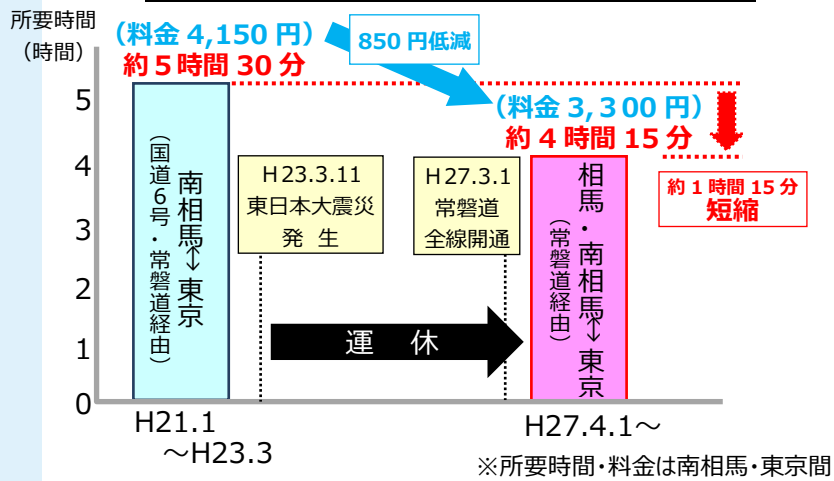 所要時間
（時間）
（料金 4,150 円）
約５時間 30 分
850 円低減
（料金 3,３00 円）
約 4 時間 15 分
約 1 時間 15 分
短縮
5
4
3
2
1
0
南相馬↔東京
（国道６号・常磐道経由）
Ｈ23.3.11
東日本大震災
発 生
Ｈ27.3.1
常磐道
全線開通
相馬・南相馬↔東京
（常磐道経由）
運　休
H21.1
～H23.3
H27.4.1～
※所要時間・料金は南相馬・東京間